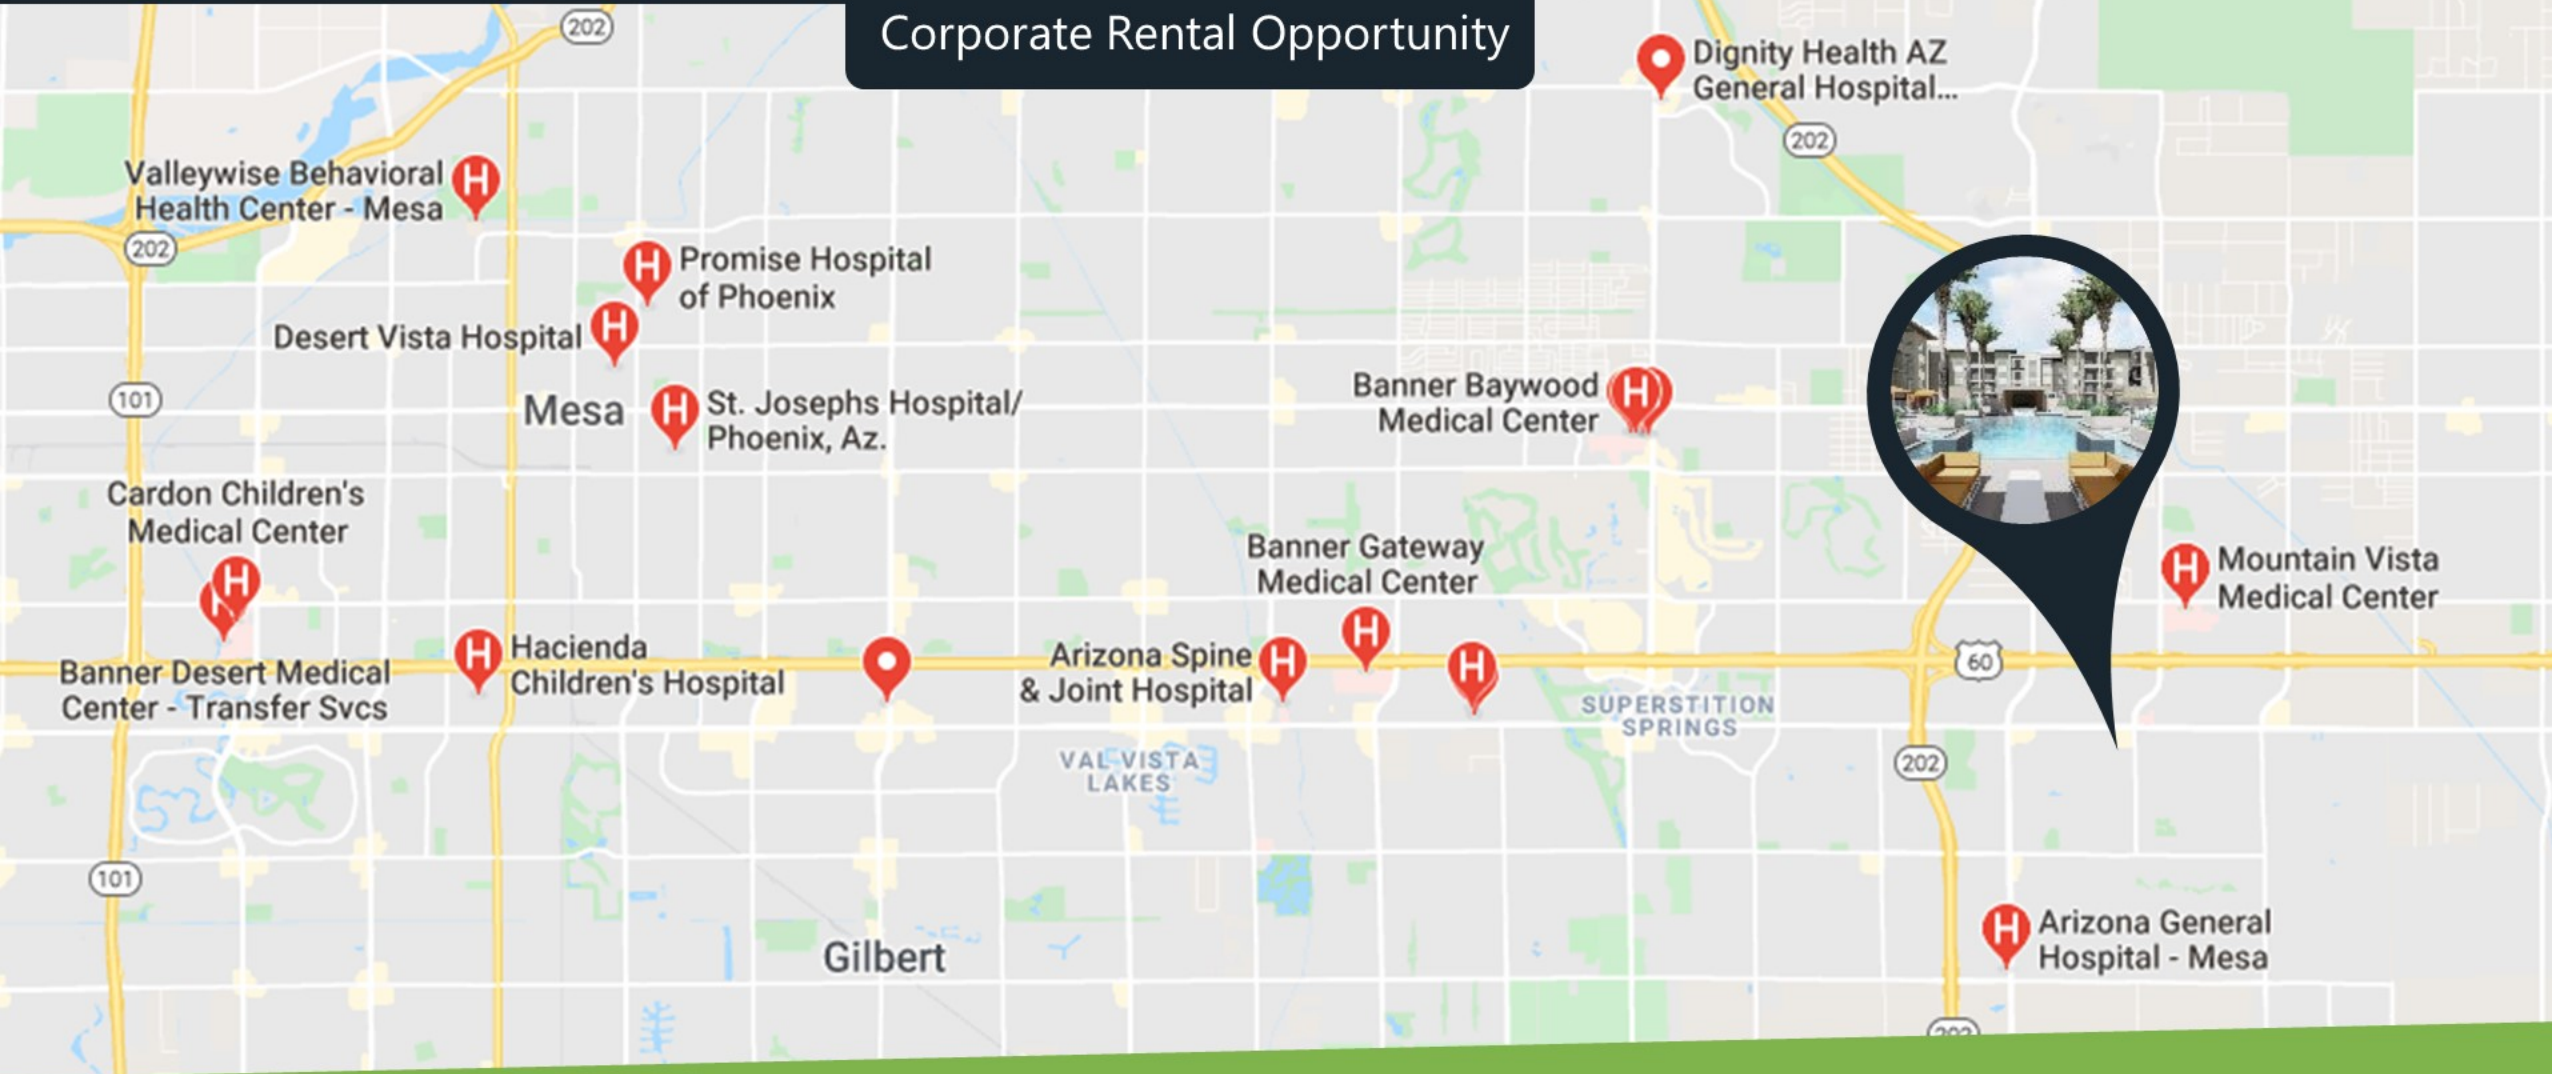 Corporate Rental Opportunity
202
Dignity Health AZ
General Hospital...
202
Valleywise Behavioral
Health Center - Mesa
202
Promise Hospital
of Phoenix
Desert Vista Hospital
101
Mesa
St. Josephs Hospital/
Phoenix, Az.
Banner Baywood
Medical Center
Cardon Children's
Medical Center
Banner Gateway
Medical Center
Mountain Vista
Medical Center
Banner Desert Medical
Center - Transfer Svcs
Hacienda
Children's Hospital
Arizona Spine
& Joint Hospital
60
SUPERSTITION
SPRINGS
VAL VISTA
LAKES
202
101
Gilbert
Arizona General
Hospital - Mesa
202
H
H
H
H
H
H
H
H
H
H
H
H
H